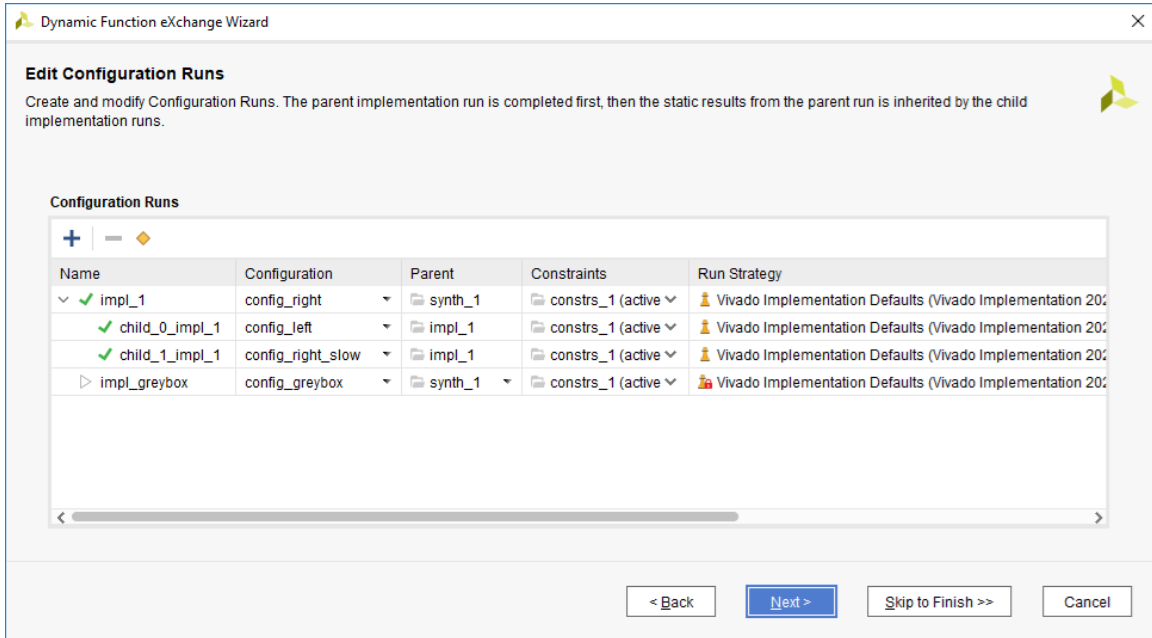 Dynamic Function eXchange Wizard
Edit Configuration Runs
Create and modify Configuration Runs. The parent implementation run is completed first, then the static results from the parent run is inherited by the child
implementation runs.
Configuration Runs
Name Configuration Parent Constraints Run Strategy
impl_1 config_right synth_1 constrs_1 (active Vivado Implementation Defaults (Vivado Implementation 202
child_0_impl_1 config_left impl_1 constrs_1 (active Vivado Implementation Defaults (Vivado Implementation 202
child_1_impl_1 config_right_slow impl_1 constrs_1 (active Vivado Implementation Defaults (Vivado Implementation 202
impl_greybox config_greybox synth_1 constrs_1 (active Vivado Implementation Defaults (Vivado Implementation 202
< Back Next > Skip to Finish >> Cancel